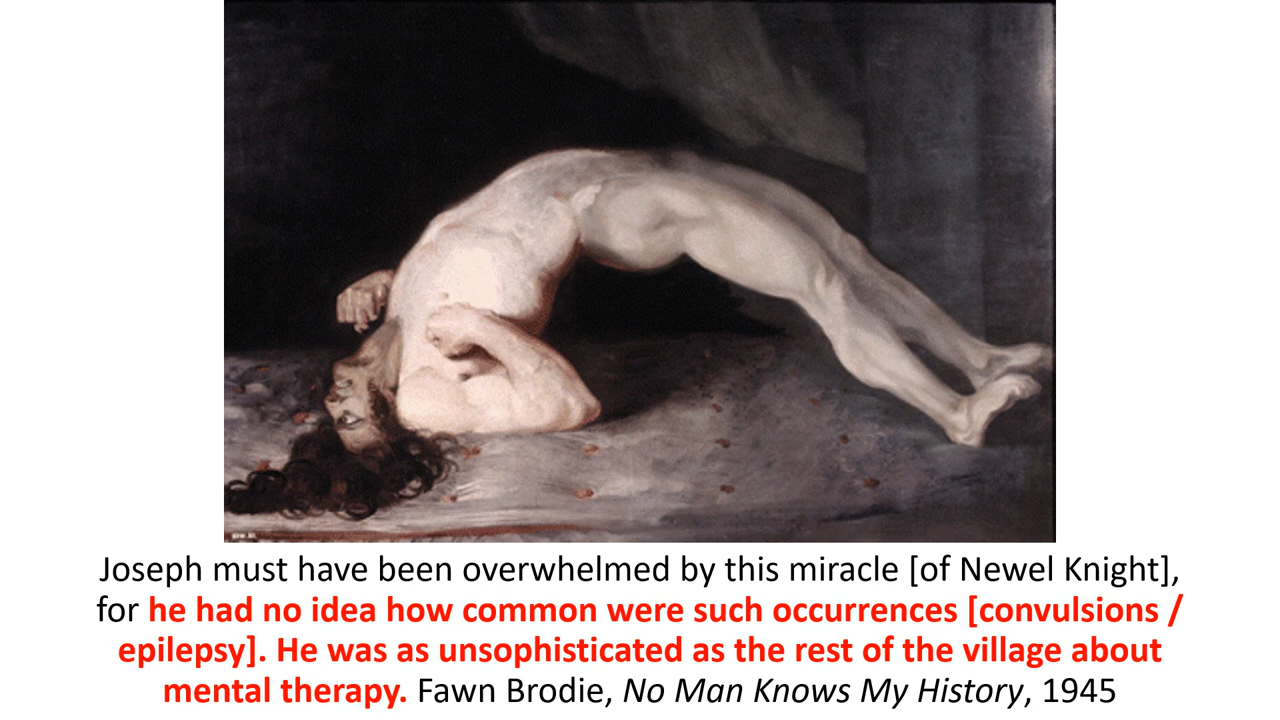 Joseph must have been overwhelmed by this miracle [of Newel Knight],
for he had no idea how common were such occurrences [convulsions /
epilepsy]. He was as unsophisticated as the rest of the village about
mental therapy. Fawn Brodie, No Man Knows My History, 1945